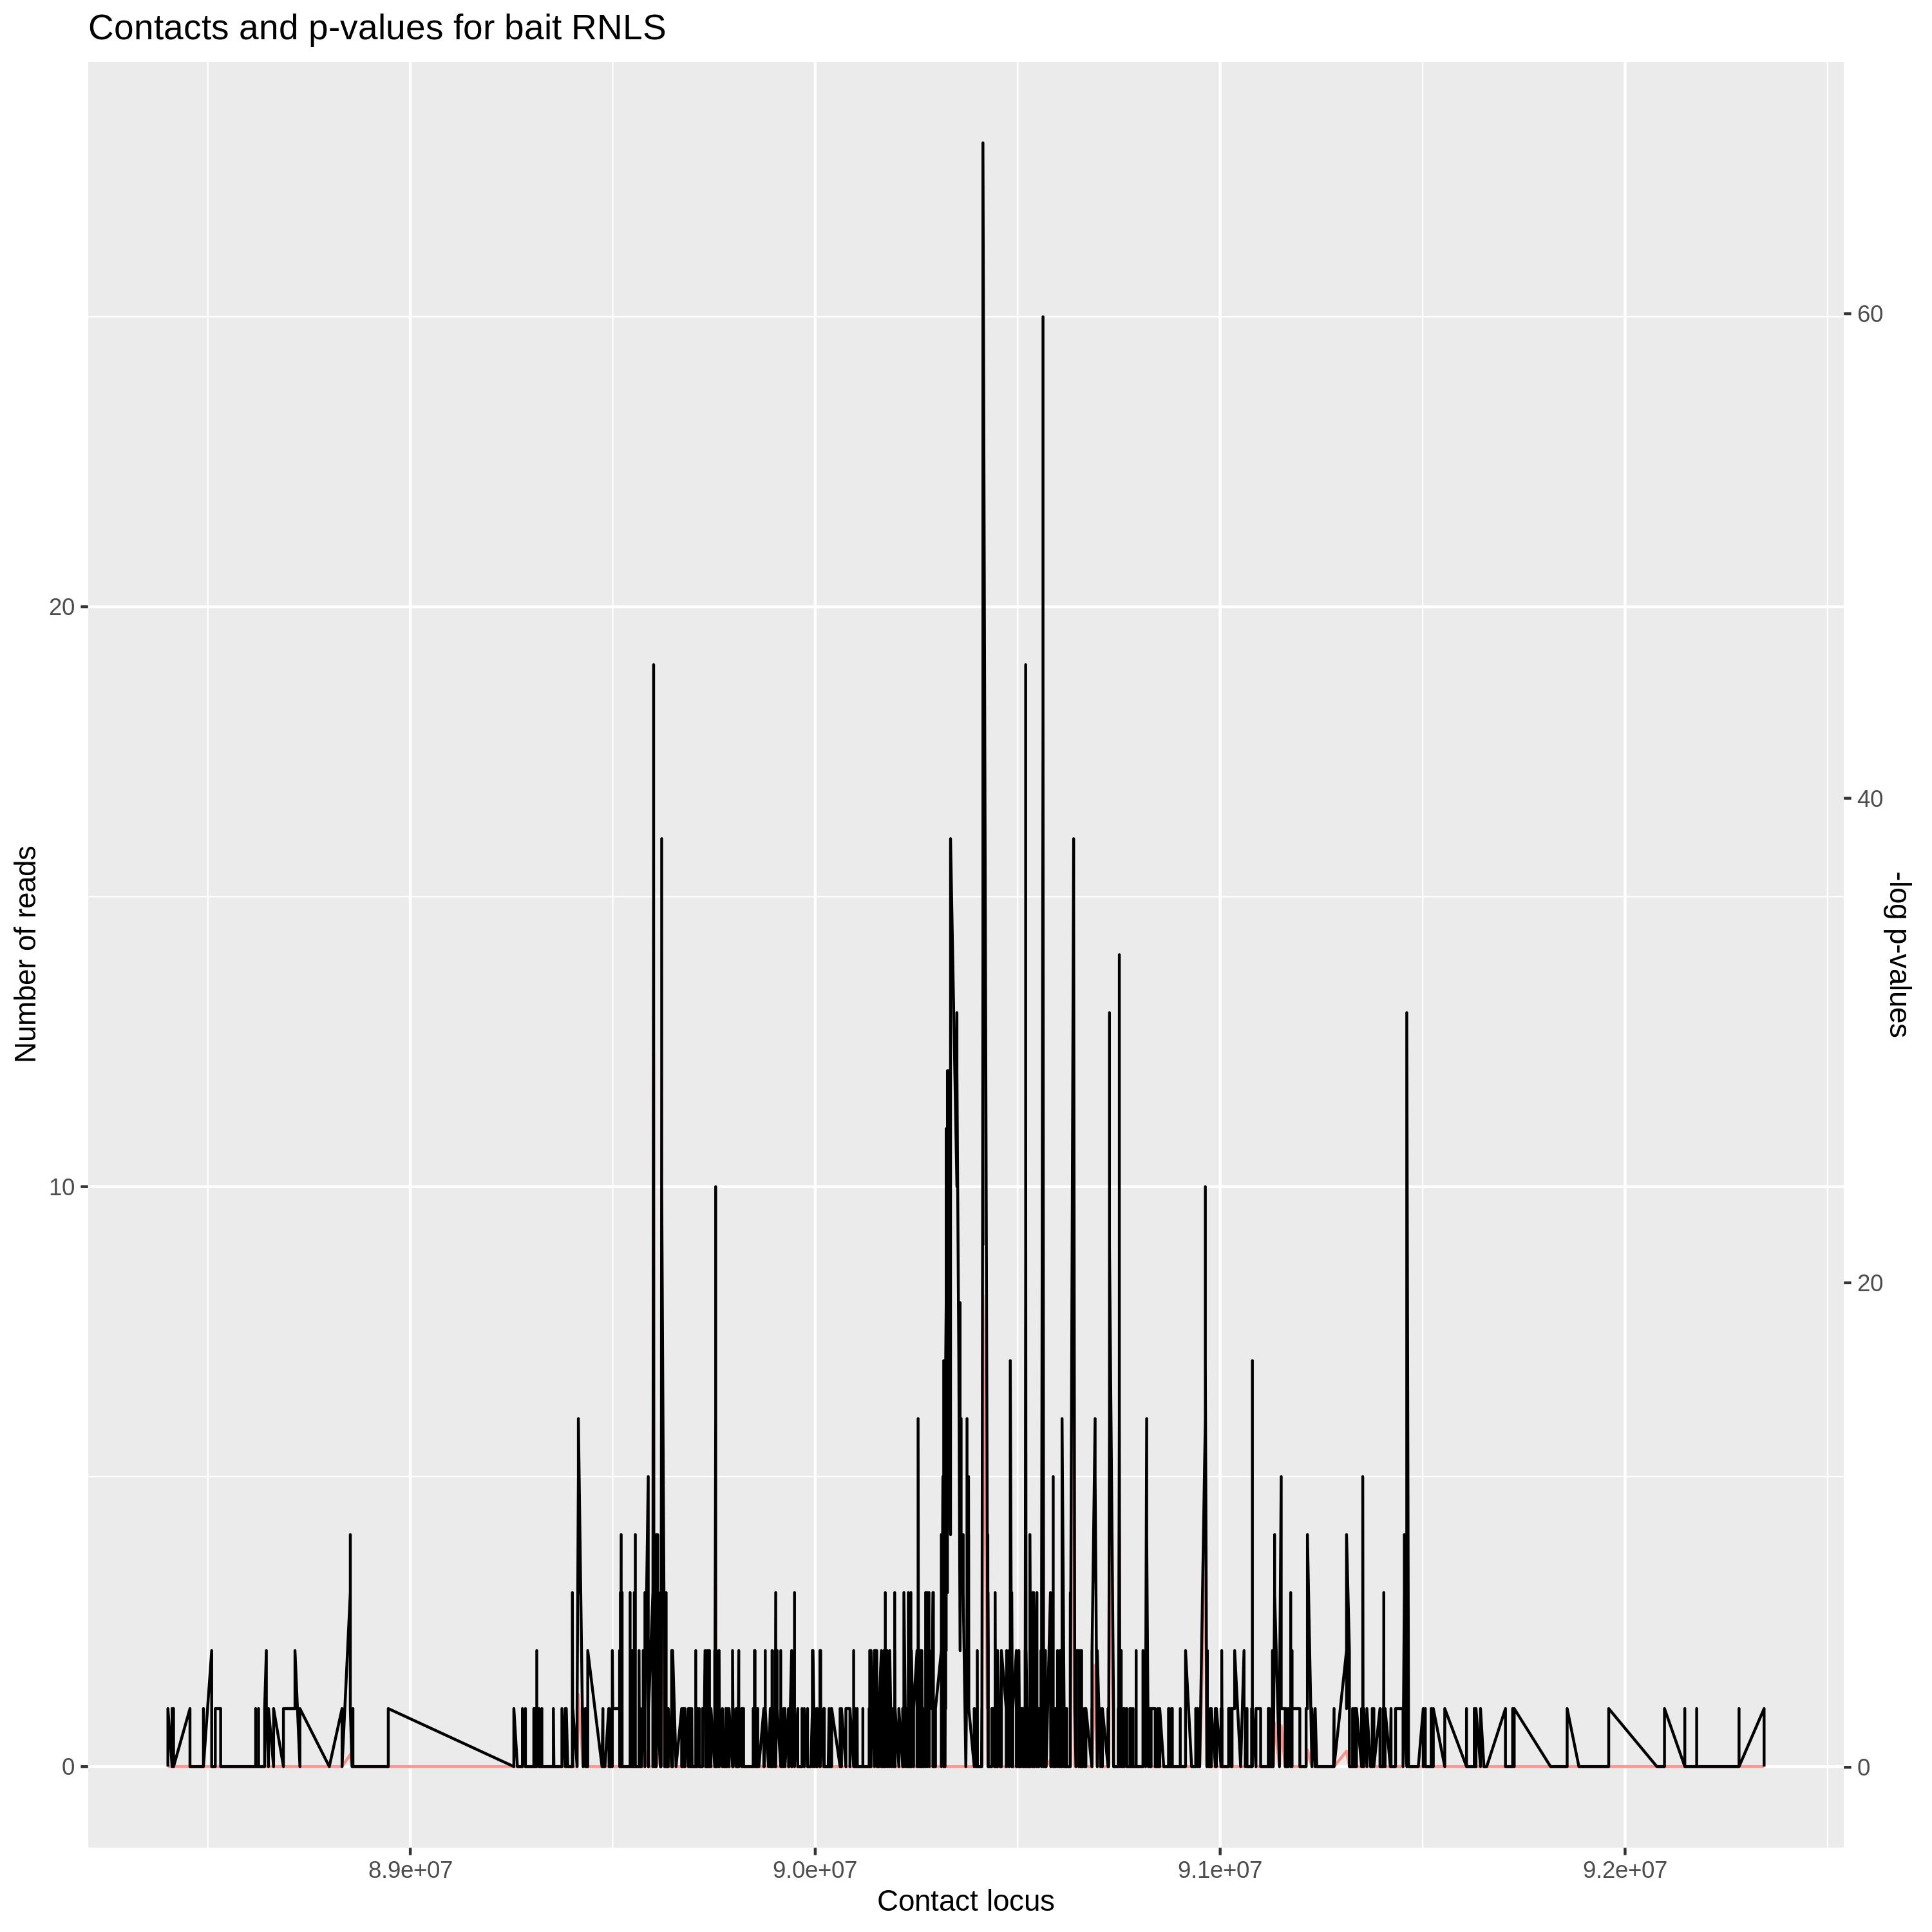 Contacts and p-values for bait RNLS
Number of reads
20
10
0
60
40
20
0
-log p-values
8.9e+07
9.0e+07
9.1e+07
9.2e+07
Contact locus